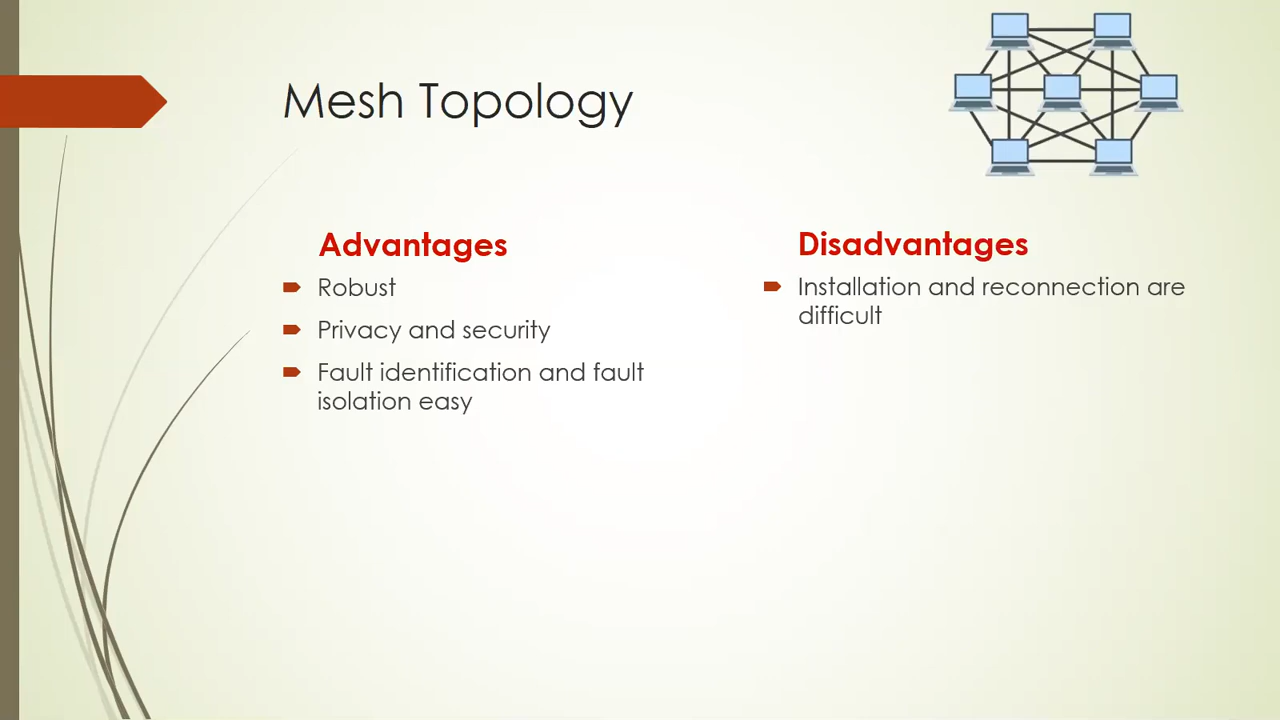 Mesh Topology
Advantages
Robust
Privacy and security
Fault identification and fault
isolation easy
Disadvantages
Installation and reconnection are
difficult